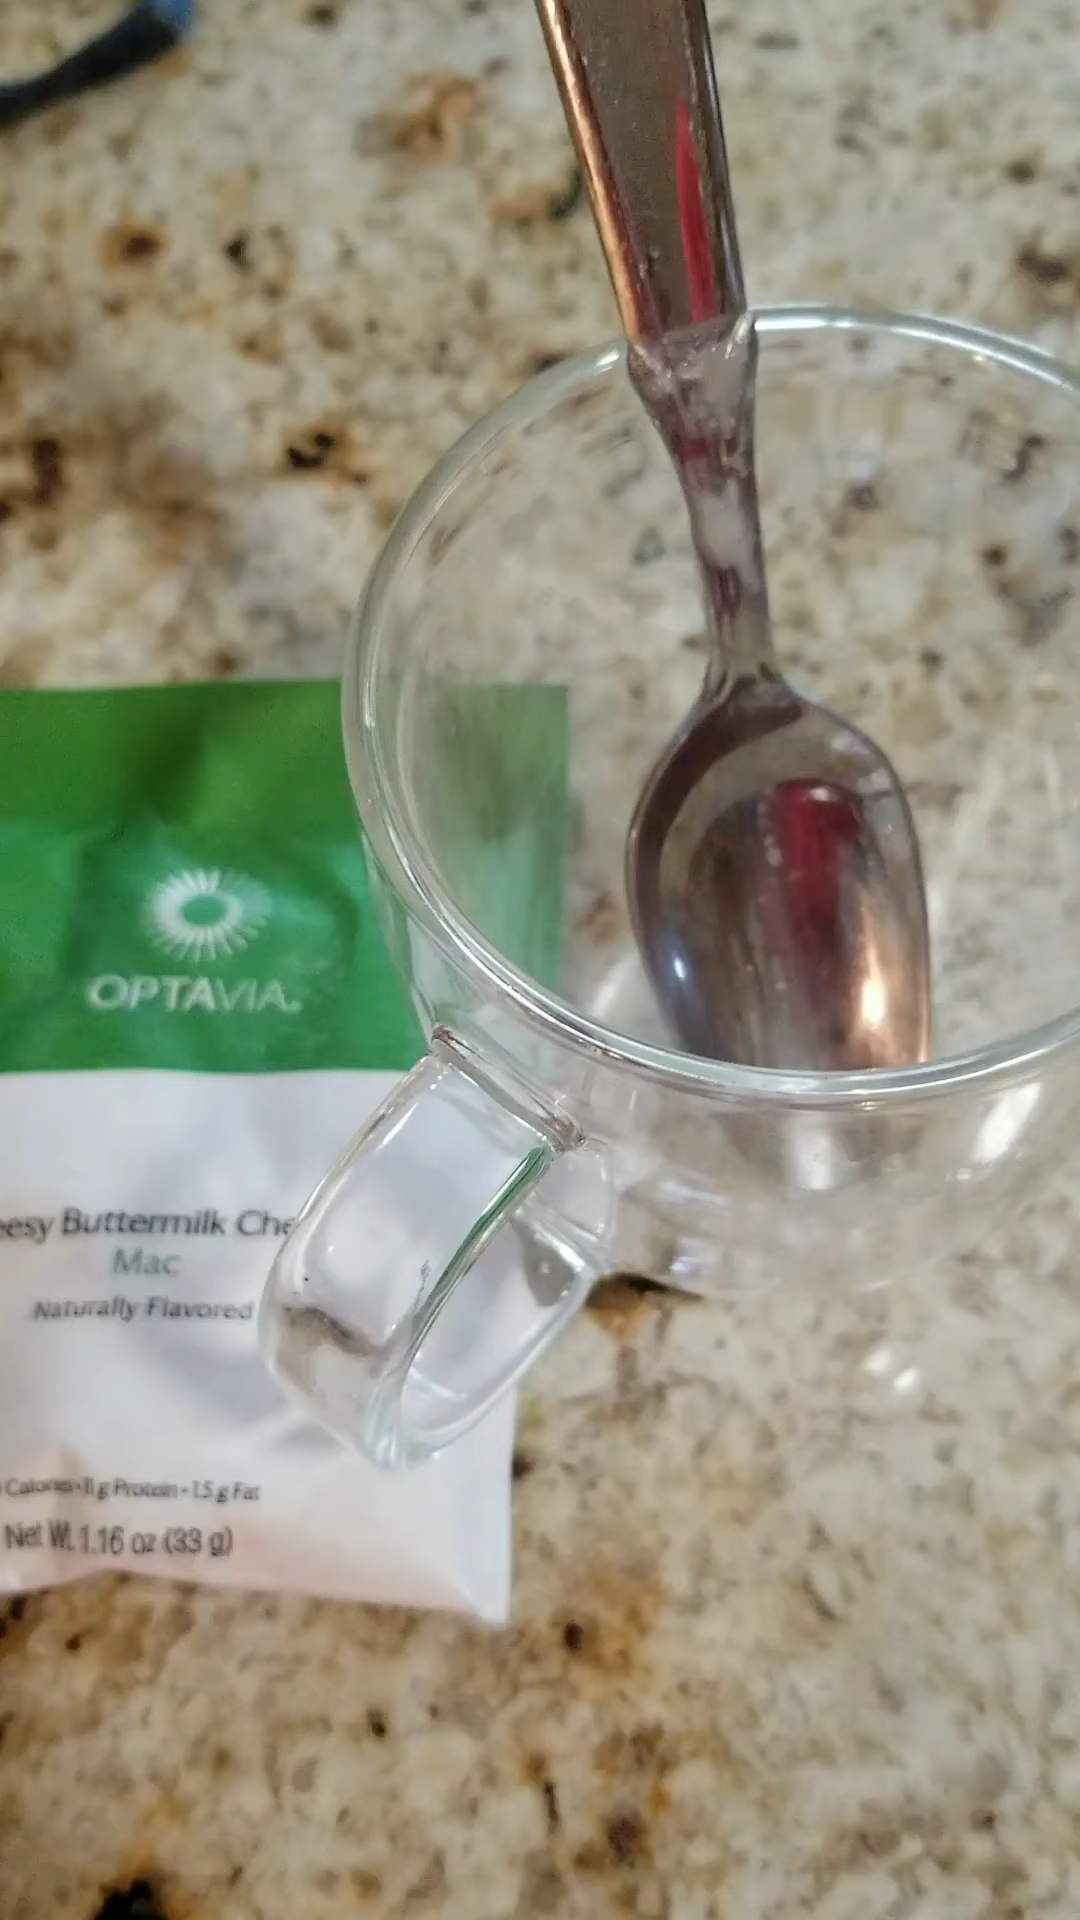 OPTAVIA.
eesy Buttermilk Che
Mac
Naturally Flavored
Calories • 11 g Protein • 1.5 g Fat
Net Wt. 1.16 oz (33 g)